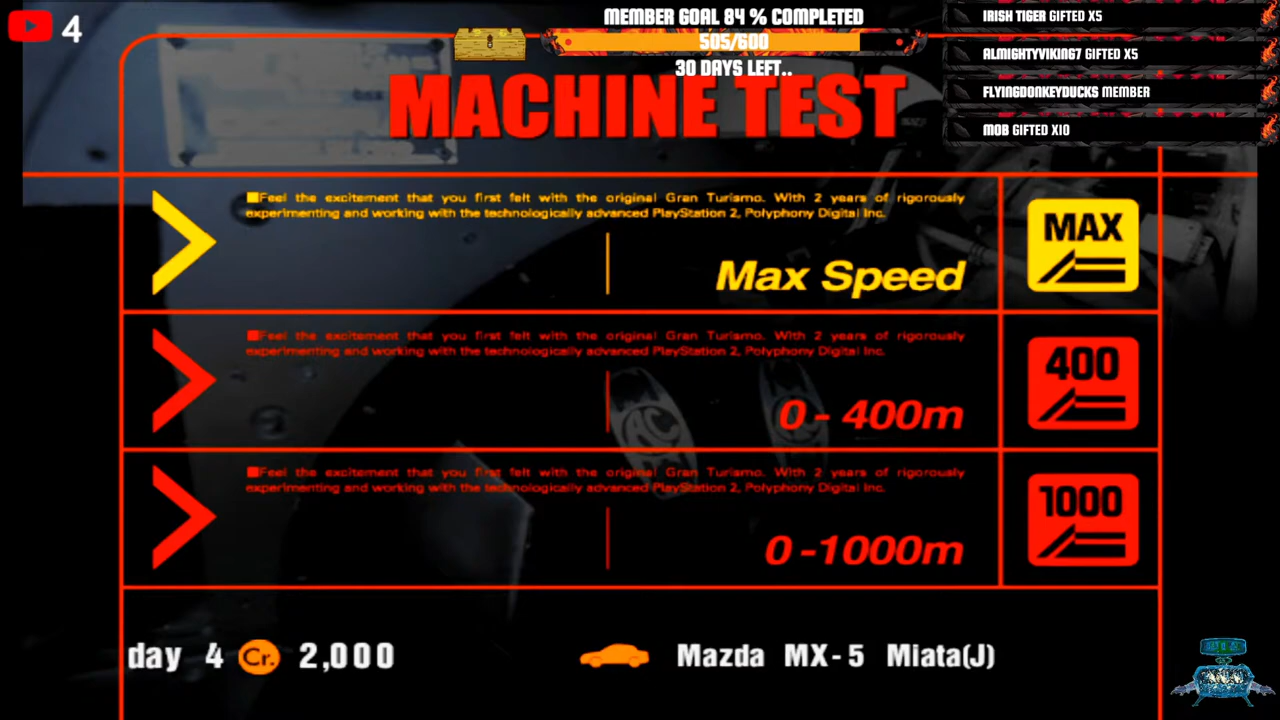 4
MEMBER GOAL 84 % COMPLETED
505/600
30 DAYS LEFT..
IRISH TIGER GIFTED X5
ALMIGHTYVIKING7 GIFTED X5
FLYINGDONKEYDUCKS MEMBER
MOB GIFTED X10
MACHINE TEST
■Feel the excitement that you first felt with the original Gran Turismo. With 2 years of rigorously
experimenting and working with the technologically advanced PlayStation 2, Polyphony Digital Inc.
Max Speed
MAX
■Feel the excitement that you first felt with the original Gran Turismo. With 2 years of rigorously
experimenting and working with the technologically advanced PlayStation 2, Polyphony Digital Inc.
0 - 400m
400
■Feel the excitement that you first felt with the original Gran Turismo. With 2 years of rigorously
experimenting and working with the technologically advanced PlayStation 2, Polyphony Digital Inc.
0 -1000m
1000
day 4 Cr. 2,000
Mazda MX-5 Miata(J)